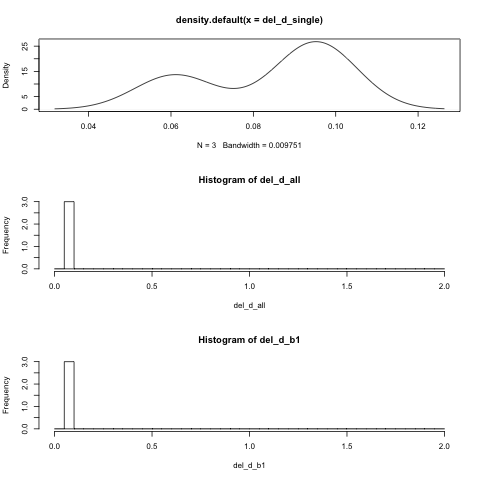 density.default(x = del_d_single)
Density
0 5 15 25
0.04 0.06 0.08 0.10 0.12
N = 3 Bandwidth = 0.009751
Histogram of del_d_all
Frequency
0.0 1.0 2.0 3.0
0.0 0.5 1.0 1.5 2.0
del_d_all
Histogram of del_d_b1
Frequency
0.0 1.0 2.0 3.0
0.0 0.5 1.0 1.5 2.0
del_d_b1